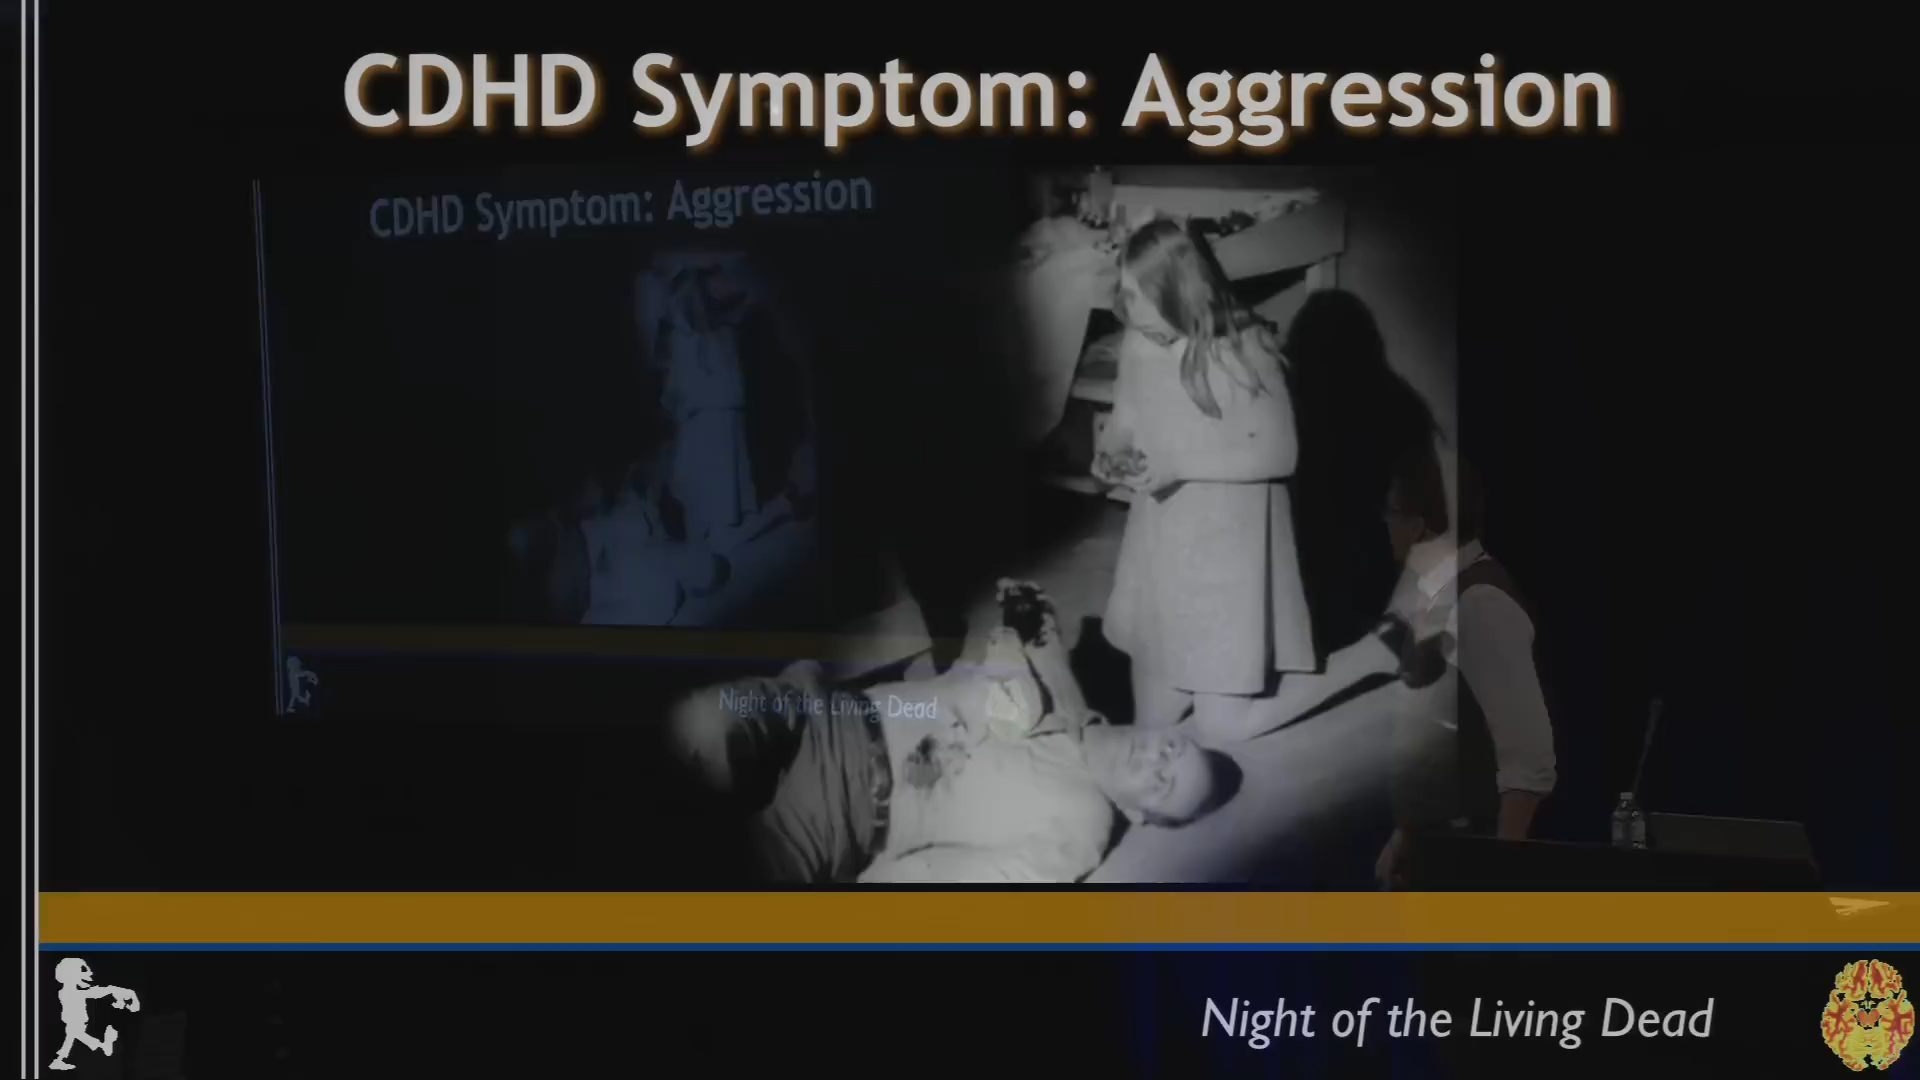 CDHD Symptom: Aggression
CDHD Symptom: Aggression
Night of the Living Dead
Night of the Living Dead